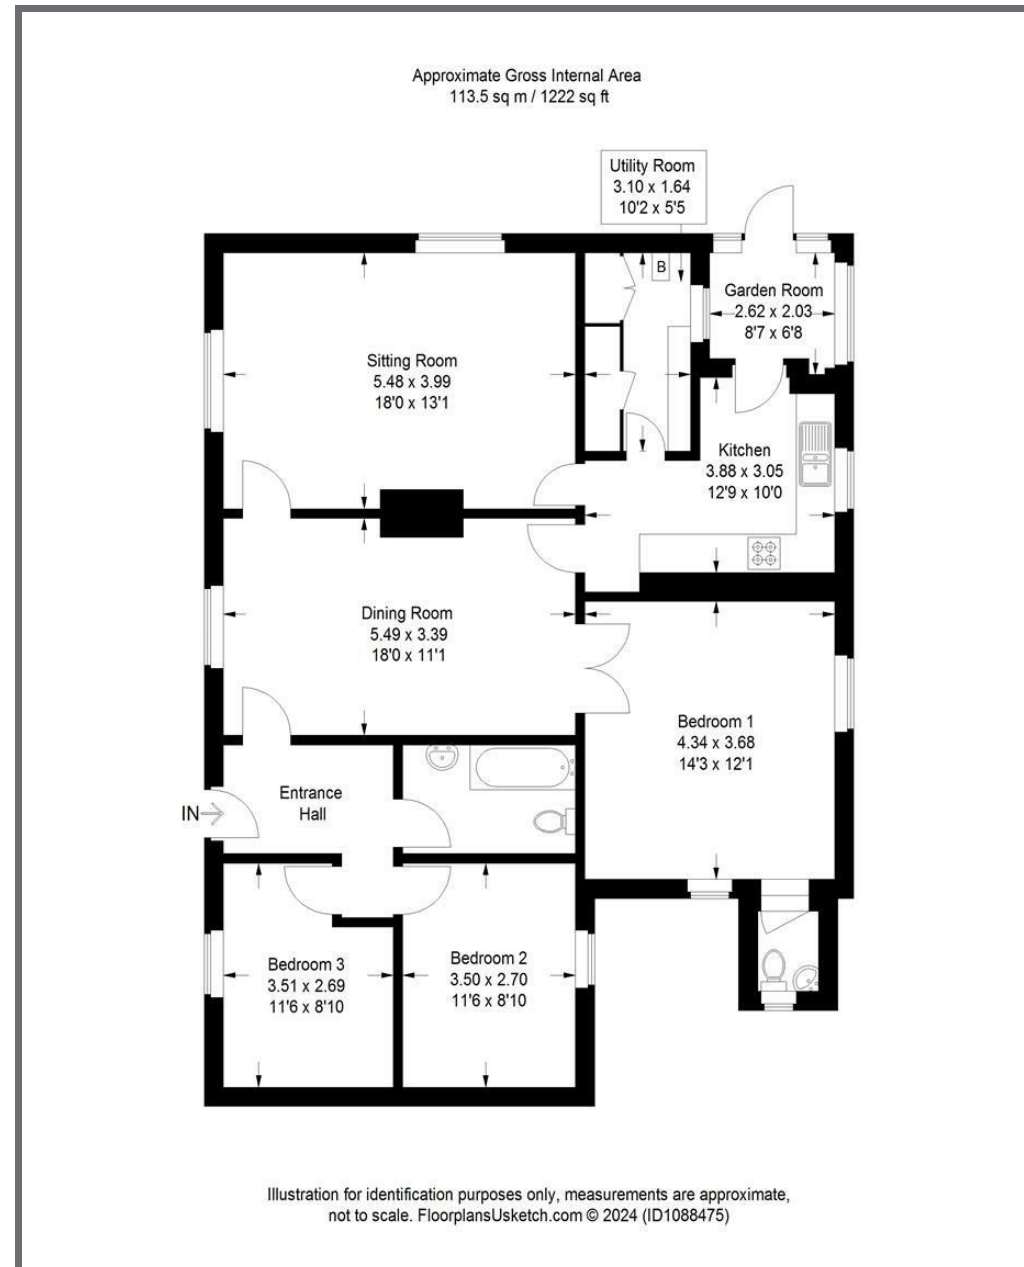 Approximate Gross Internal Area
113.5 sq m / 1222 sq ft
Utility Room
3.10 x 1.64
10'2 x 5'5
B
Garden Room
2.62 x 2.03
8'7 x 6'8
Sitting Room
5.48 x 3.99
18'0 x 13'1
Kitchen
3.88 x 3.05
12'9 x 10'0
Dining Room
5.49 x 3.39
18'0 x 11'1
Bedroom 1
4.34 x 3.68
14'3 x 12'1
Entrance
Hall
IN
Bedroom 3
3.51 x 2.69
11'6 x 8'10
Bedroom 2
3.50 x 2.70
11'6 x 8'10
Illustration for identification purposes only, measurements are approximate,
not to scale. FloorplansUsketch.com © 2024 (ID1088475)